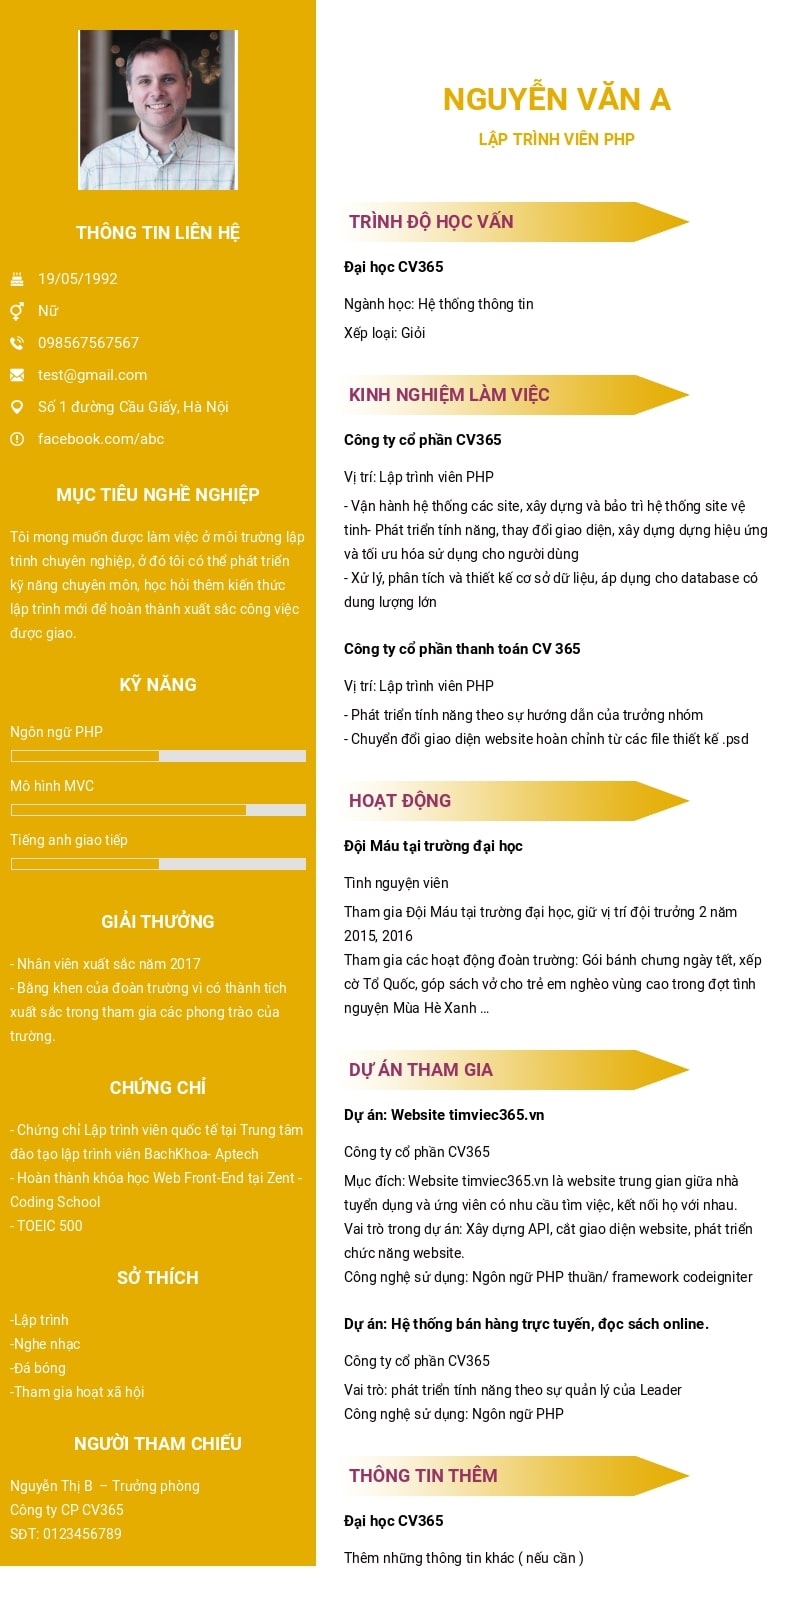 THÔNG TIN LIÊN HỆ
19/05/1992
Nữ
098567567567
test@gmail.com
Số 1 đường Cầu Giấy, Hà Nội
facebook.com/abc
MỤC TIÊU NGHỀ NGHIỆP
Tôi mong muốn được làm việc ở môi trường lập
trình chuyên nghiệp, ở đó tôi có thể phát triển
kỹ năng chuyên môn, học hỏi thêm kiến thức
lập trình mới để hoàn thành xuất sắc công việc
được giao.
KỸ NĂNG
Ngôn ngữ PHP
Mô hình MVC
Tiếng anh giao tiếp
GIẢI THƯỞNG
- Nhân viên xuất sắc năm 2017
- Bằng khen của đoàn trường vì có thành tích
xuất sắc trong tham gia các phong trào của
trường.
CHỨNG CHỈ
- Chứng chỉ Lập trình viên quốc tế tại Trung tâm
đào tạo lập trình viên BachKhoa- Aptech
- Hoàn thành khóa học Web Front-End tại Zent -
Coding School
- TOEIC 500
SỞ THÍCH
-Lập trình
-Nghe nhạc
-Đá bóng
-Tham gia hoạt xã hội
NGƯỜI THAM CHIẾU
Nguyễn Thị B – Trưởng phòng
Công ty CP CV365
SĐT: 0123456789
NGUYỄN VĂN A
LẬP TRÌNH VIÊN PHP
TRÌNH ĐỘ HỌC VẤN
Đại học CV365
Ngành học: Hệ thống thông tin
Xếp loại: Giỏi
KINH NGHIỆM LÀM VIỆC
Công ty cổ phần CV365
Vị trí: Lập trình viên PHP
- Vận hành hệ thống các site, xây dựng và bảo trì hệ thống site vệ
tinh- Phát triển tính năng, thay đổi giao diện, xây dựng dựng hiệu ứng
và tối ưu hóa sử dụng cho người dùng
- Xử lý, phân tích và thiết kế cơ sở dữ liệu, áp dụng cho database có
dung lượng lớn
Công ty cổ phần thanh toán CV 365
Vị trí: Lập trình viên PHP
- Phát triển tính năng theo sự hướng dẫn của trưởng nhóm
- Chuyển đổi giao diện website hoàn chỉnh từ các file thiết kế .psd
HOẠT ĐỘNG
Đội Máu tại trường đại học
Tình nguyện viên
Tham gia Đội Máu tại trường đại học, giữ vị trí đội trưởng 2 năm
2015, 2016
Tham gia các hoạt động đoàn trường: Gói bánh chưng ngày tết, xếp
cờ Tổ Quốc, góp sách vở cho trẻ em nghèo vùng cao trong đợt tình
nguyện Mùa Hè Xanh ...
DỰ ÁN THAM GIA
Dự án: Website timviec365.vn
Công ty cổ phần CV365
Mục đích: Website timviec365.vn là website trung gian giữa nhà
tuyển dụng và ứng viên có nhu cầu tìm việc, kết nối họ với nhau.
Vai trò trong dự án: Xây dựng API, cắt giao diện website, phát triển
chức năng website.
Công nghệ sử dụng: Ngôn ngữ PHP thuần/ framework codeigniter
Dự án: Hệ thống bán hàng trực tuyến, đọc sách online.
Công ty cổ phần CV365
Vai trò: phát triển tính năng theo sự quản lý của Leader
Công nghệ sử dụng: Ngôn ngữ PHP
THÔNG TIN THÊM
Đại học CV365
Thêm những thông tin khác ( nếu cần )